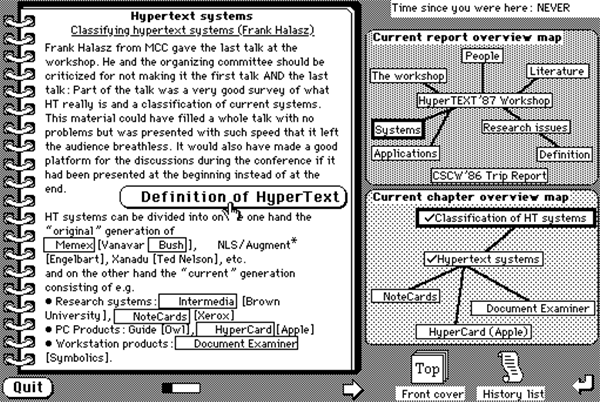 Hypertext systems
Classifying hypertext systems (Frank Halasz)
Frank Halasz from MCC gave the last talk at the
workshop. He and the organizing committee should be
criticized for not making it the first talk AND the last
talk: Part of the talk was a very good survey of what
HT really is and a classification of current systems.
This material could have filled a whole talk with no
problems but was presented with such speed that it left
the audience breathless. It would also have made a good
platform for the discussions during the conference if it
had been presented at the beginning instead of at the
end.
Definition of HyperText
HT systems can be divided into on one hand the
"original" generation of
Memex [Vanavar Bush], NLS/Augment*
[Engelbart], Xanadu [Ted Nelson], etc.
and on the other hand the "current" generation
consisting of e.g.
● Research systems: Intermedia [Brown
University], NoteCards [Xerox]
● PC Products: Guide [Owl], HyperCard [Apple]
● Workstation products: Document Examiner
[Symbolics].
Quit
Time since you were here: NEVER
Current report overview map
People
The workshop
Literature
HyperTEXT'87 Workshop
Systems
Research issues
Applications
Definition
CSCW'86 Trip Report
Current chapter overview map
✓Classification of HT systems
✓Hypertext systems
NoteCards
Document Examiner
HyperCard (Apple)
Top
Front cover
History list